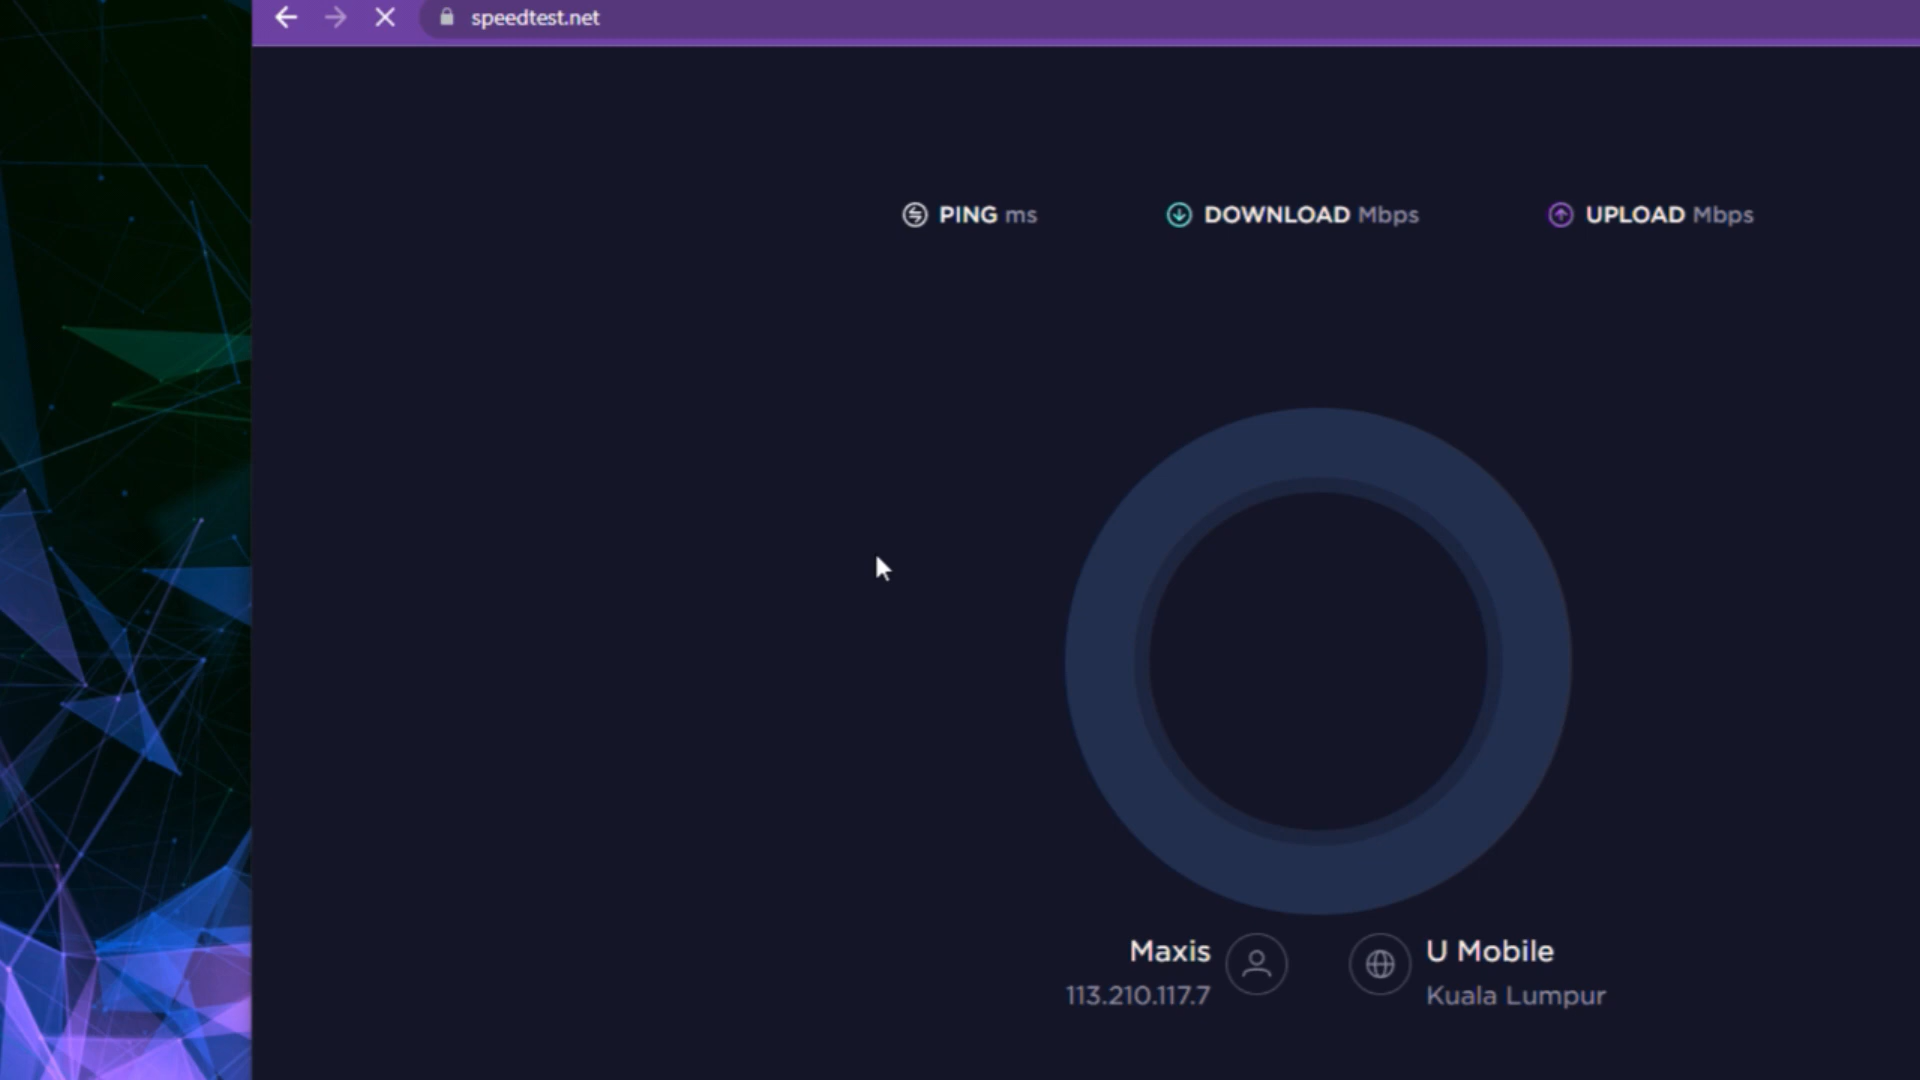 speedtest.net
PING ms
DOWNLOAD Mbps
UPLOAD Mbps
Maxis
113.210.117.7
U Mobile
Kuala Lumpur